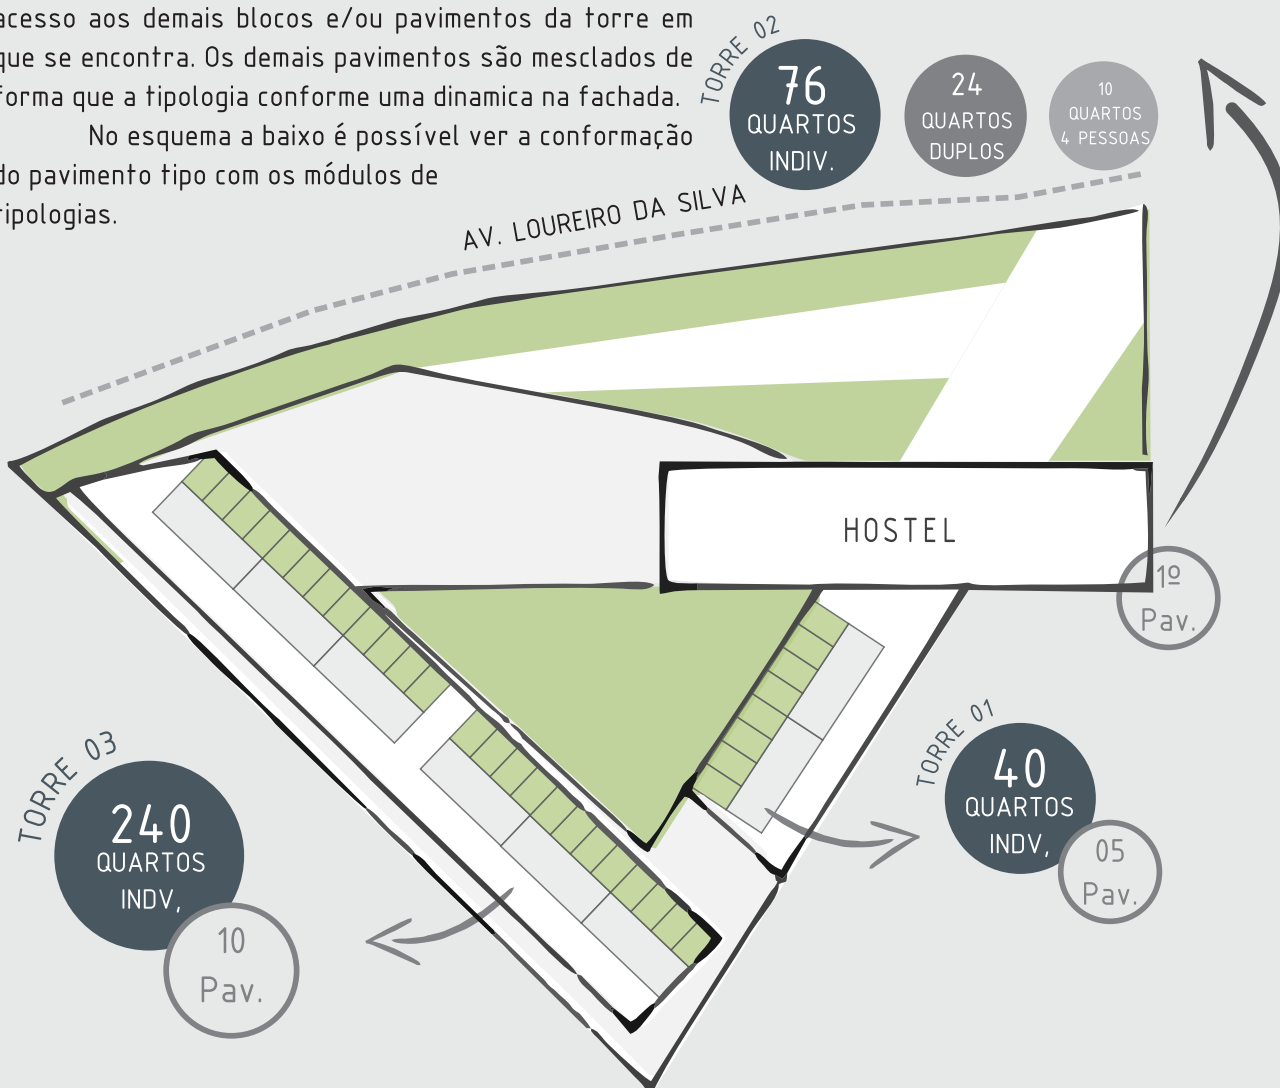 acesso aos demais blocos e/ou pavimentos da torre em
que se encontra. Os demais pavimentos são mesclados de
forma que a tipologia conforme uma dinamica na fachada.
No esquema a baixo é possível ver a conformação
do pavimento tipo com os módulos de
tipologias.
TORRE 02
76
QUARTOS
INDIV.
24
QUARTOS
DUPLOS
10
QUARTOS
4 PESSOAS
AV. LOUREIRO DA SILVA
HOSTEL
1º
Pav.
TORRE 01
40
QUARTOS
INDV,
05
Pav.
TORRE 03
240
QUARTOS
INDV,
10
Pav.